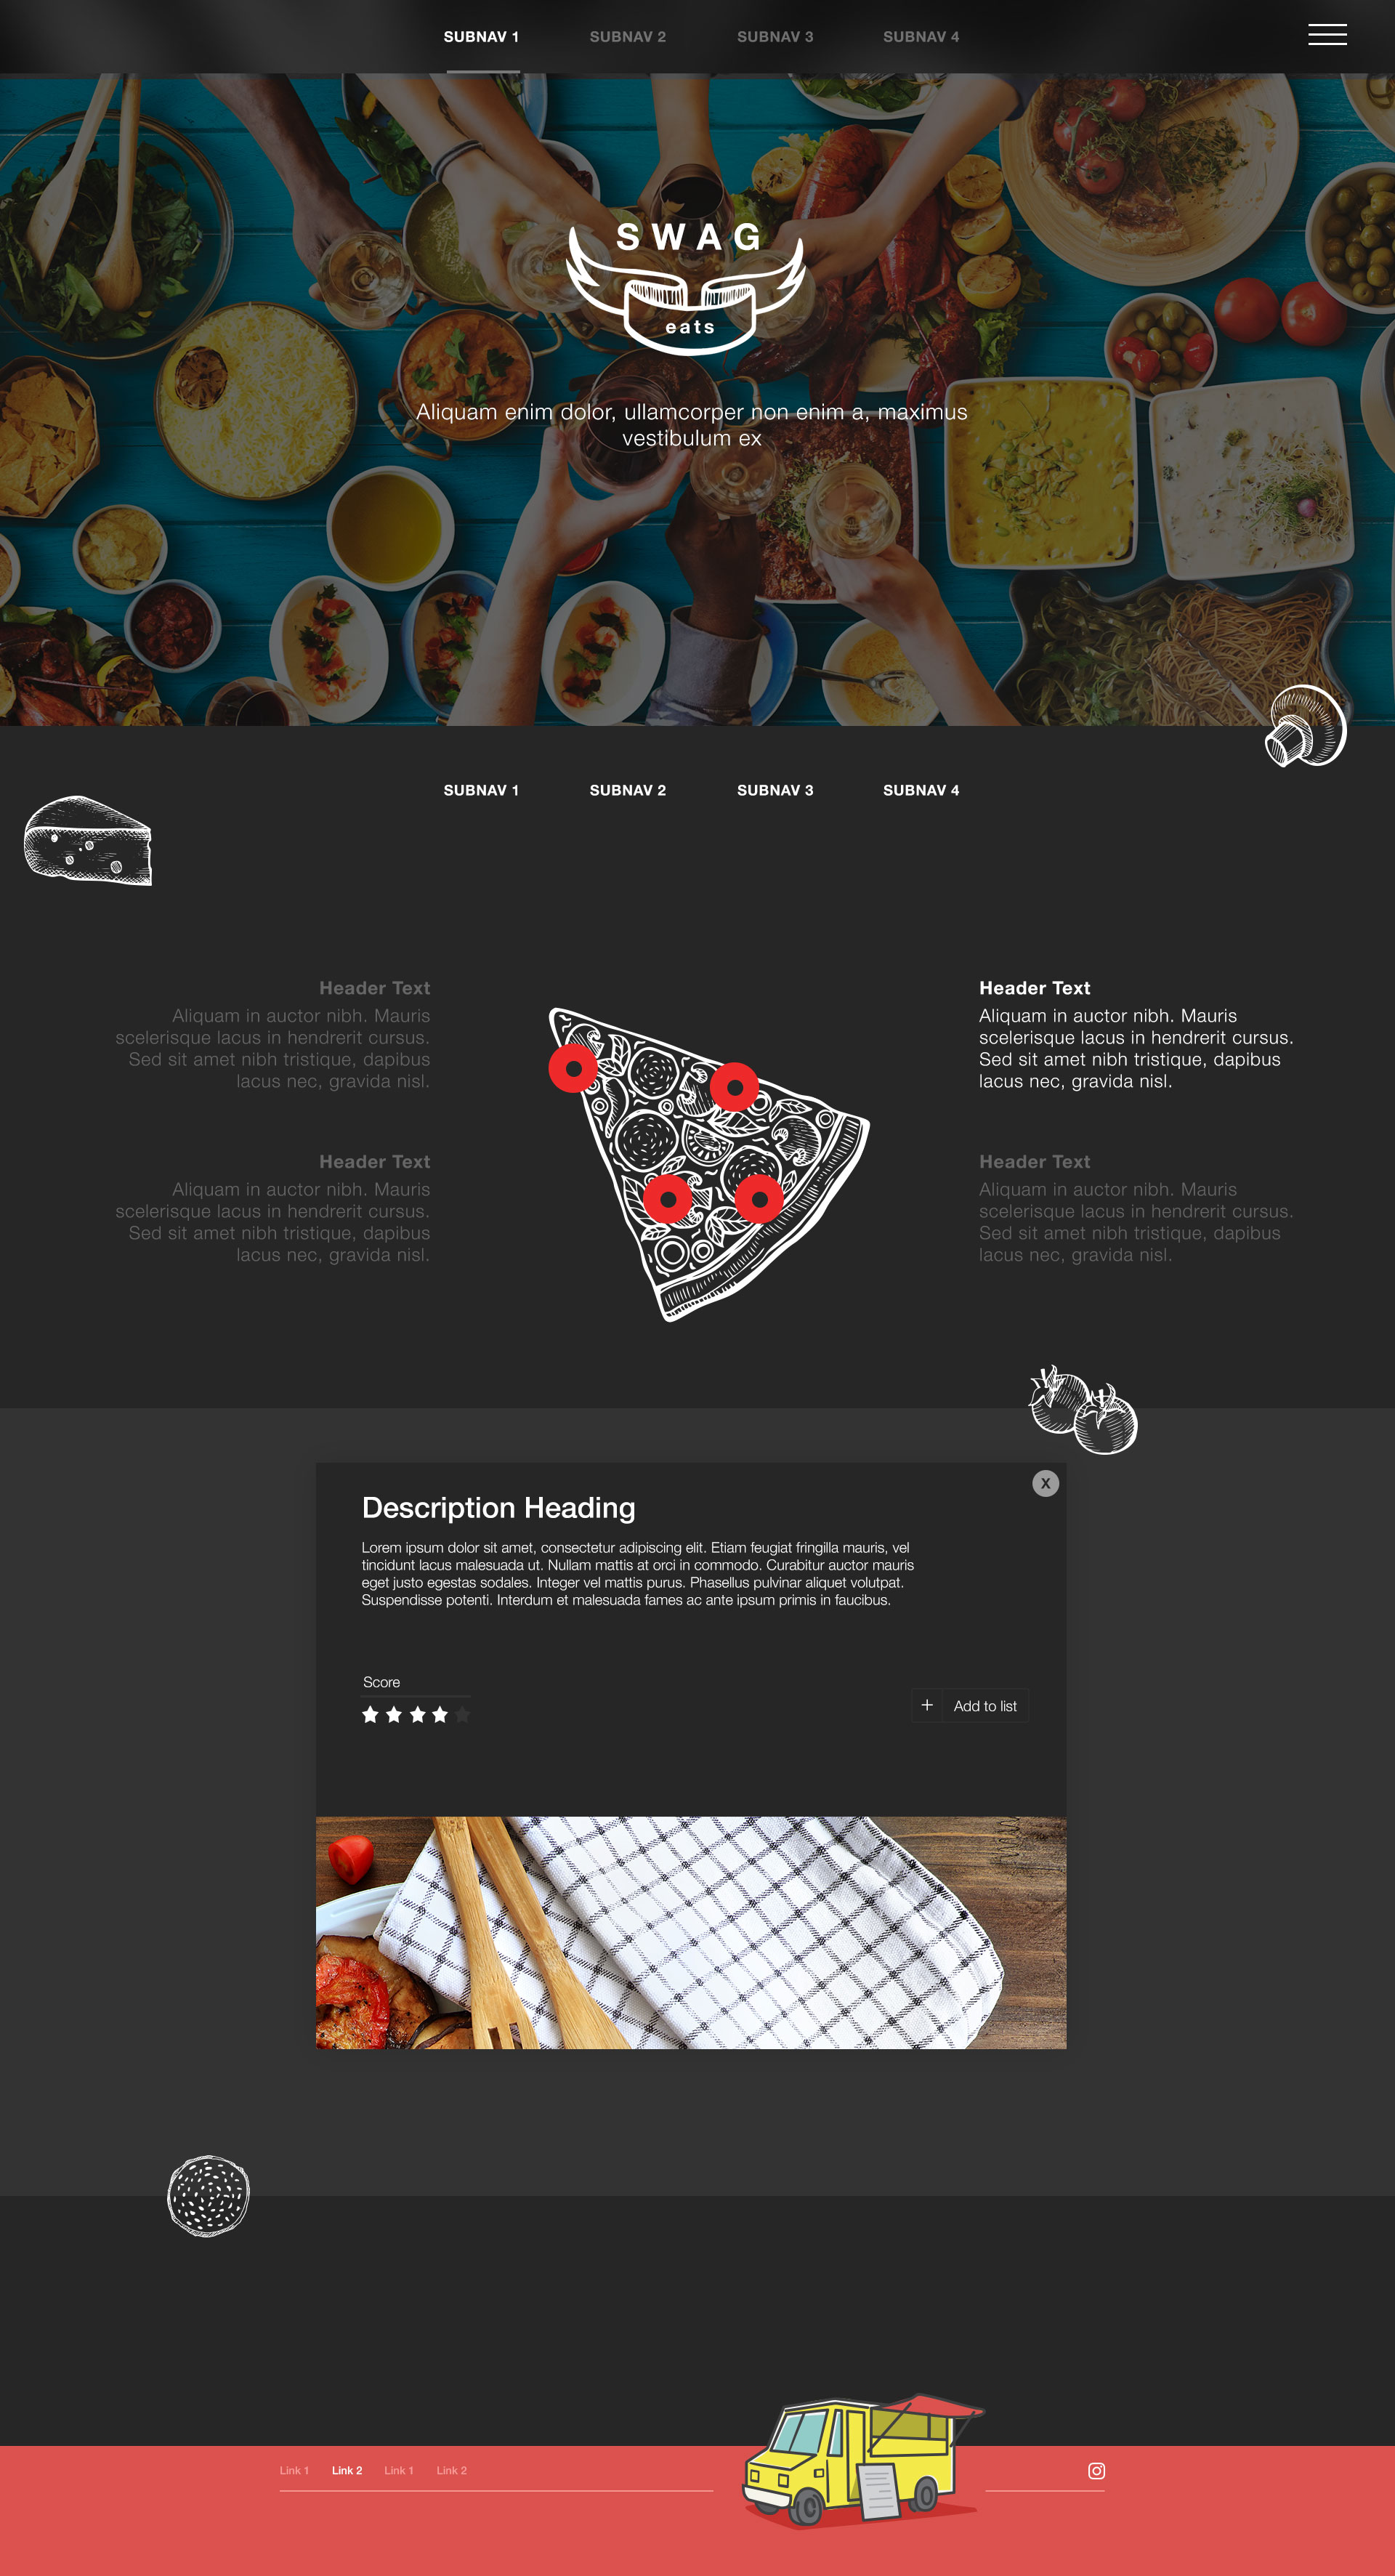 SUBNAV 1 SUBNAV 2 SUBNAV 3 SUBNAV 4
SWAG
eats
Aliquam enim dolor, ullamcorper non enim a, maximus
vestibulum ex
SUBNAV 1 SUBNAV 2 SUBNAV 3 SUBNAV 4
Header Text
Aliquam in auctor nibh. Mauris
scelerisque lacus in hendrerit cursus.
Sed sit amet nibh tristique, dapibus
lacus nec, gravida nisl.
Header Text
Aliquam in auctor nibh. Mauris
scelerisque lacus in hendrerit cursus.
Sed sit amet nibh tristique, dapibus
lacus nec, gravida nisl.
Header Text
Aliquam in auctor nibh. Mauris
scelerisque lacus in hendrerit cursus.
Sed sit amet nibh tristique, dapibus
lacus nec, gravida nisl.
Header Text
Aliquam in auctor nibh. Mauris
scelerisque lacus in hendrerit cursus.
Sed sit amet nibh tristique, dapibus
lacus nec, gravida nisl.
X
Description Heading
Lorem ipsum dolor sit amet, consectetur adipiscing elit. Etiam feugiat fringilla mauris, vel
tincidunt lacus malesuada ut. Nullam mattis at orci in commodo. Curabitur auctor mauris
eget justo egestas sodales. Integer vel mattis purus. Phasellus pulvinar aliquet volutpat.
Suspendisse potenti. Interdum et malesuada fames ac ante ipsum primis in faucibus.
Score
+ Add to list
Link 1 Link 2 Link 1 Link 2